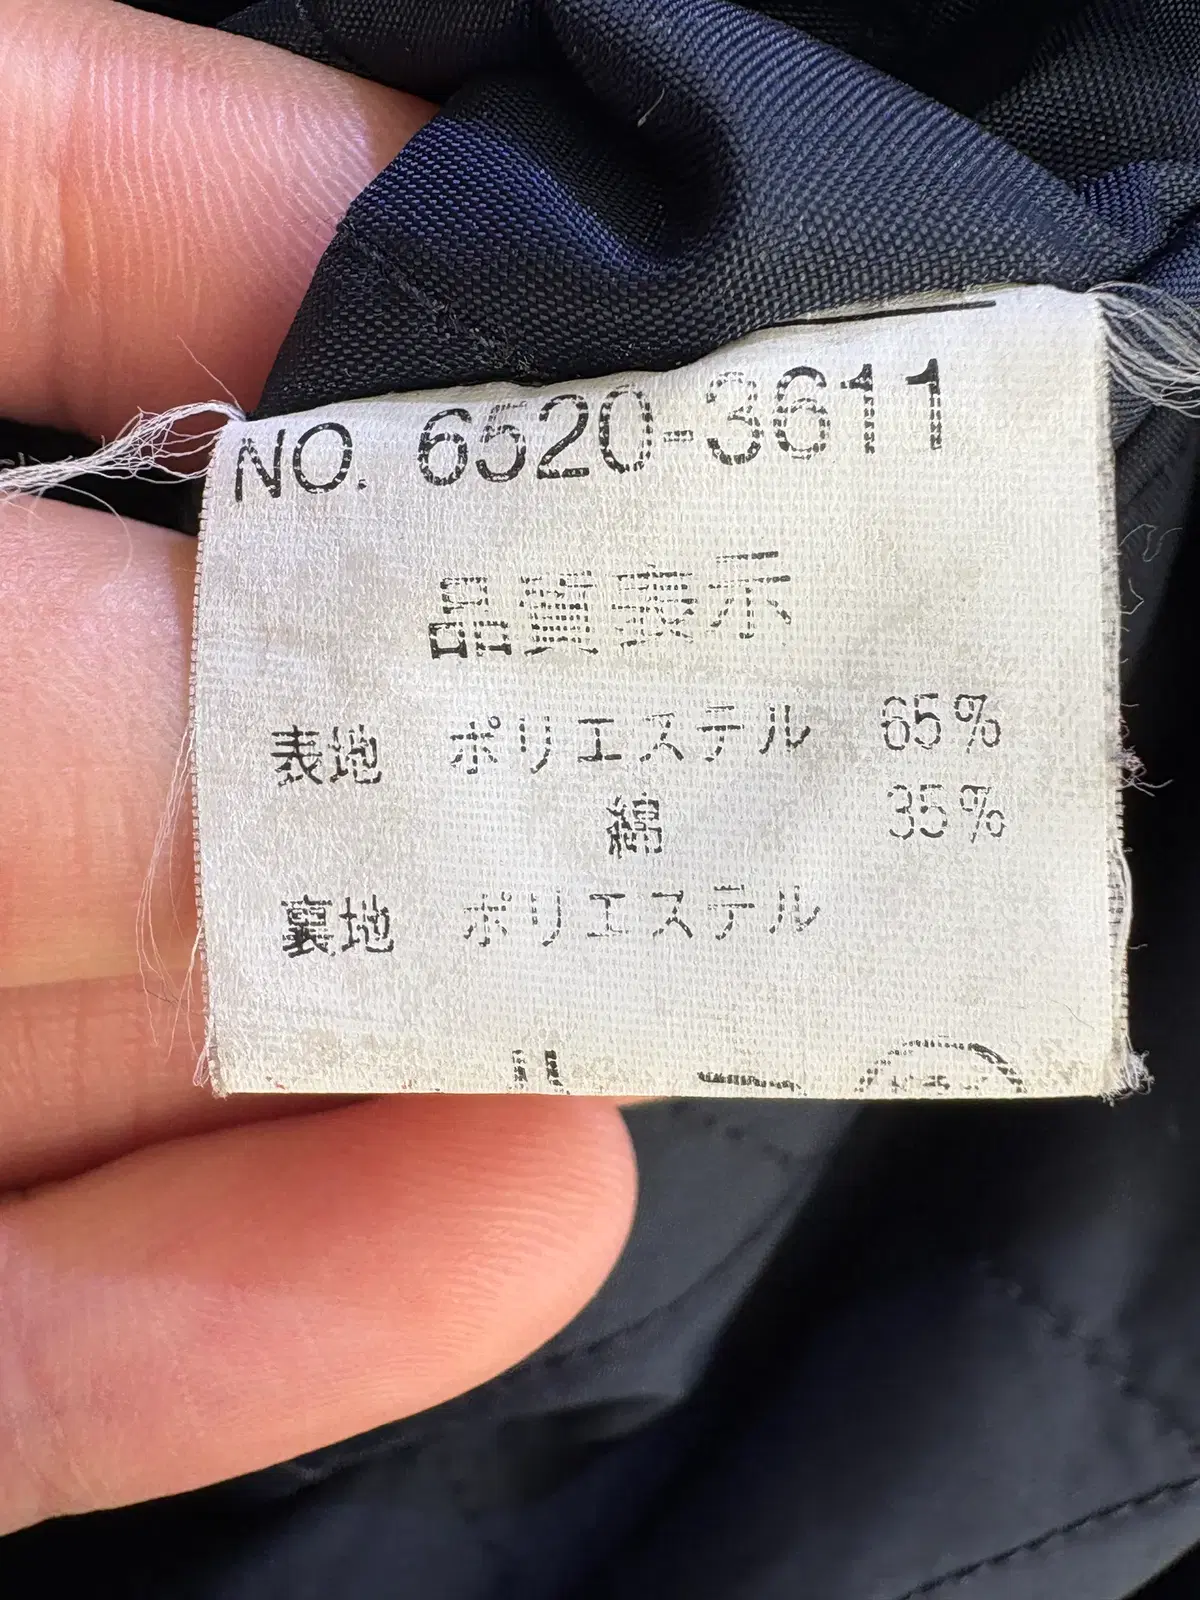 NO. 6520-3611
品質表示
表地 ポリエステル 65%
綿 35%
裏地 ポリエステル